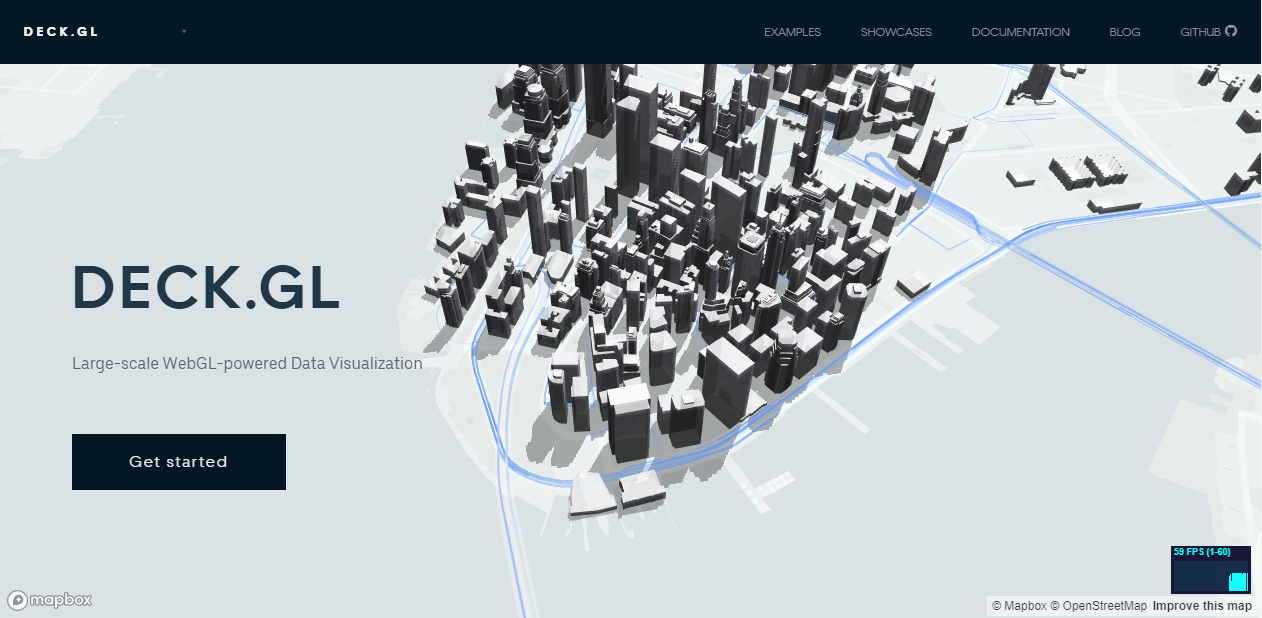 DECK.GL
EXAMPLES SHOWCASES DOCUMENTATION BLOG GITHUB
DECK.GL
Large-scale WebGL-powered Data Visualization
Get started
59 FPS (1-60)
mapbox
© Mapbox © OpenStreetMap Improve this map